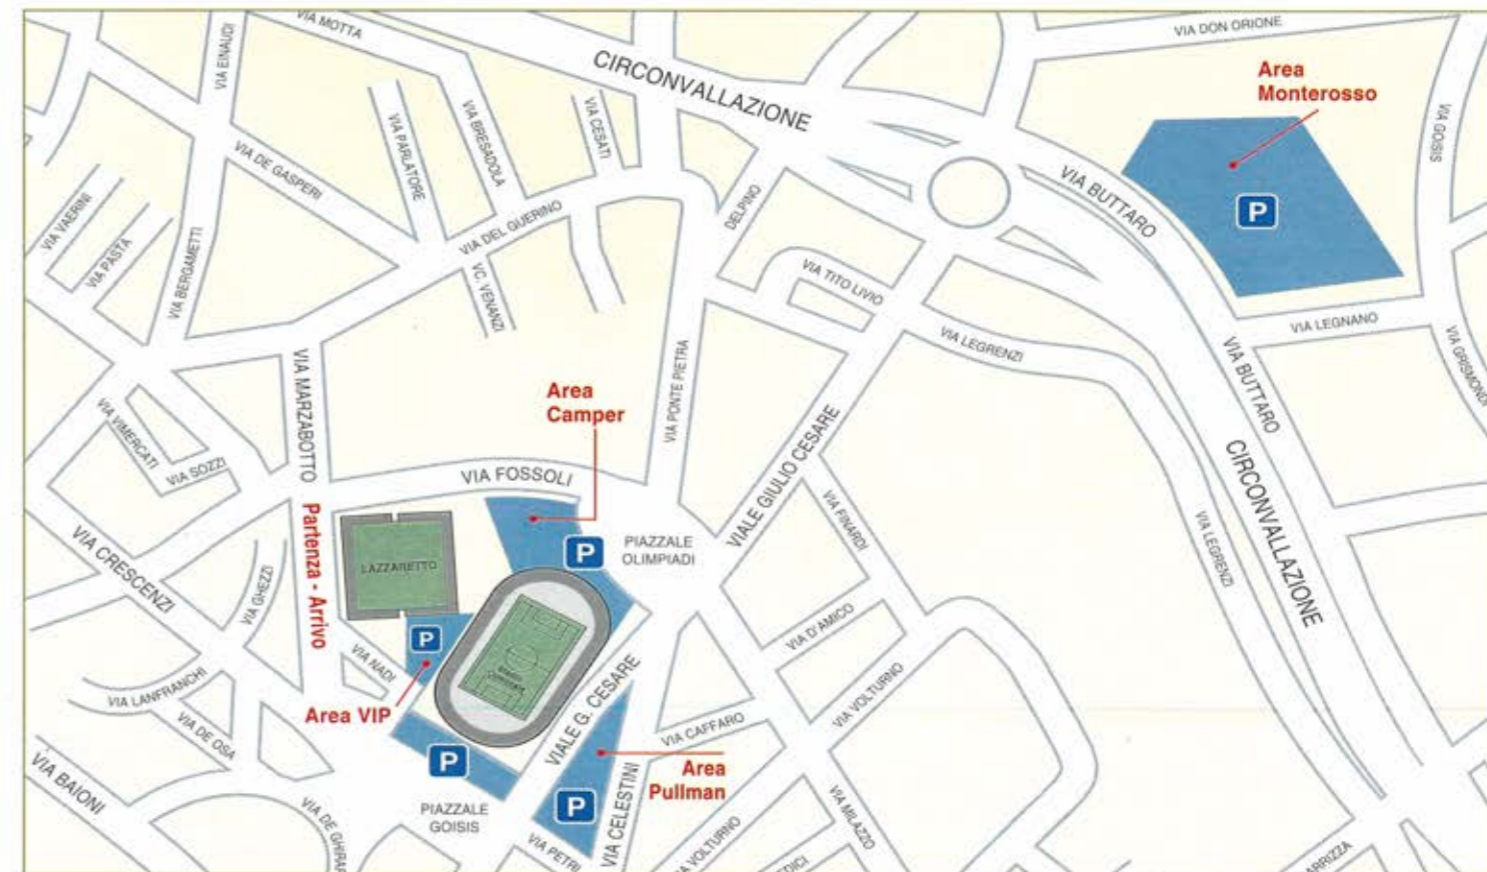 VIA MOTTA
VIA EINAUDI
CIRCONVALLAZIONE
VIA DON ORIONE
Area
Monterosso
P
VIA GOISIS
VIA BUTTARO
VIA PARLATORE
VIA BRESADOLA
VIA CESATI
VIA DE GASPERI
VIA DEL GUERINO
DELPINO
VIA VAERINI
VIA PASTA
VIA BERGAMETTI
VC. VENANZI
VIA TITO LIVIO
VIA LEGRENZI
VIA LEGNANO
VIA BUTTARO
VIA GRISMONDI
VIA MARZABOTTO
VIA PONTE PIETRA
Area
Camper
VIALE GIULIO CESARE
CIRCONVALLAZIONE
VIA VIMERCATI
VIA SOZZI
VIA FOSSOLI
VIA FINARDI
VIA LEGRENZI
Partenza - Arrivo
LAZZARETTO
P
PIAZZALE
OLIMPIADI
VIA CRESCENZI
VIA GHEZZI
P
VIA NADI
VIA D'AMICO
VIA LANFRANCHI
Area VIP
VIALE G. CESARE
VIA VOLTURNO
VIA DE OSA
VIA CAFFARO
P
Area
Pullman
VIA BAIONI
PIAZZALE
GOISIS
P
VIA CELESTINI
VIA MILAZZO
VIA PETRI
VOLTURNO